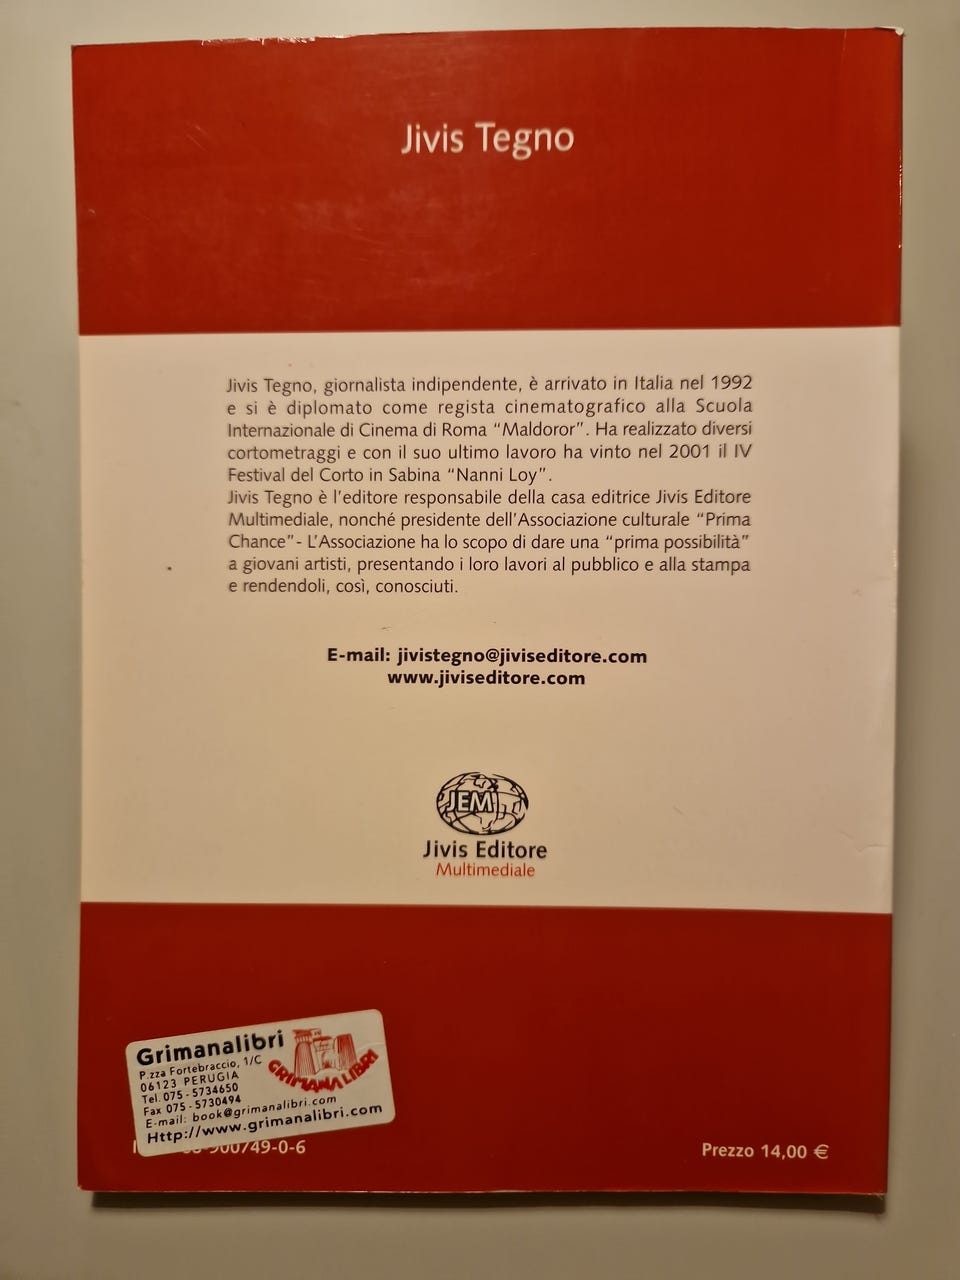 Jivis Tegno
Jivis Tegno, giornalista indipendente, è arrivato in Italia nel 1992
e si è diplomato come regista cinematografico alla Scuola
Internazionale di Cinema di Roma “Maldoror”. Ha realizzato diversi
cortometraggi e con il suo ultimo lavoro ha vinto nel 2001 il IV
Festival del Corto in Sabina “Nanni Loy”.
Jivis Tegno è l’editore responsabile della casa editrice Jivis Editore
Multimediale, nonché presidente dell’Associazione culturale “Prima
Chance”- L’Associazione ha lo scopo di dare una “prima possibilità”
a giovani artisti, presentando i loro lavori al pubblico e alla stampa
e rendendoli, così, conosciuti.
E-mail: jivistegno@jiviseditore.com
www.jiviseditore.com
JEM
Jivis Editore
Multimediale
Grimanalibri
P.zza Fortebraccio, 1/C
06123 PERUGIA
Tel. 075 - 5734650
Fax 075 - 5730494
E-mail: book@grimanalibri.com
Http://www.grimanalibri.com
GRIMANA LIBRI
900749-0-6
Prezzo 14,00 €